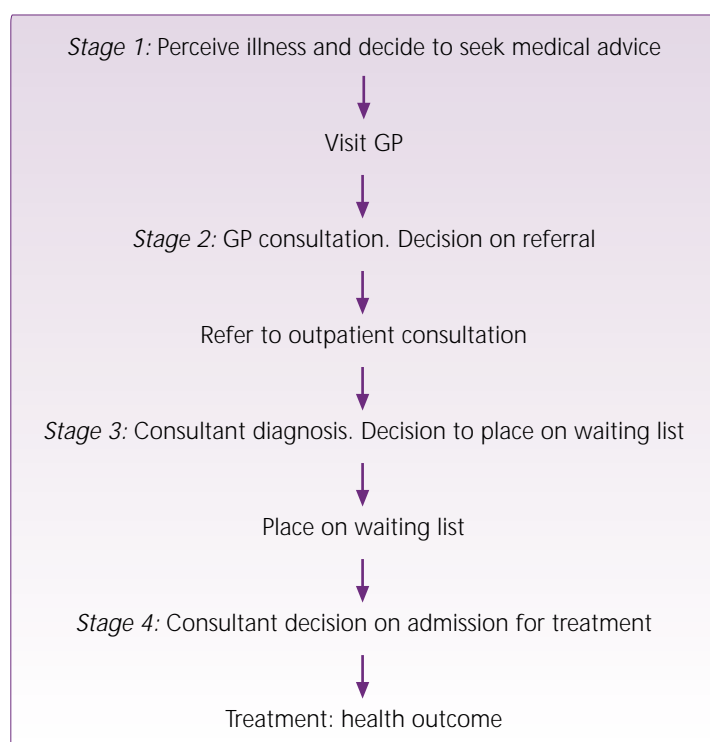 Stage 1: Perceive illness and decide to seek medical advice
Visit GP
Stage 2: GP consultation. Decision on referral
Refer to outpatient consultation
Stage 3: Consultant diagnosis. Decision to place on waiting list
Place on waiting list
Stage 4: Consultant decision on admission for treatment
Treatment: health outcome